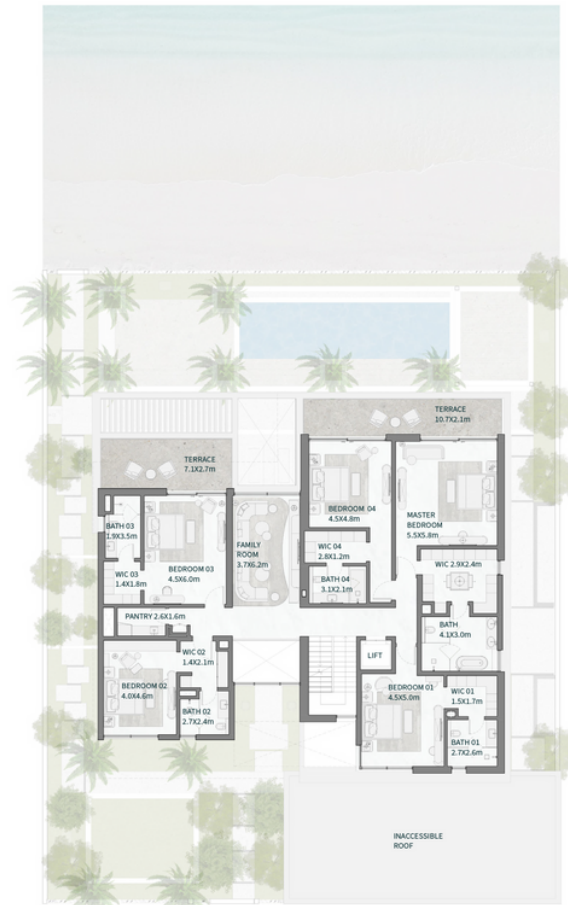 TERRACE
10.7X2.1m
TERRACE
7.1X2.7m
BEDROOM 04
4.5X4.8m
MASTER
BEDROOM
5.5X5.8m
BATH 03
1.9X3.5m
FAMILY
ROOM
3.7X6.2m
WIC 04
2.8X1.2m
BEDROOM 03
4.5X6.0m
WIC 2.9X2.4m
WIC 03
1.4X1.8m
BATH 04
3.1X2.1m
PANTRY 2.6X1.6m
BATH
4.1X3.0m
WIC 02
1.4X2.1m
LIFT
BEDROOM 02
4.0X4.6m
BEDROOM 01
4.5X5.0m
WIC 01
1.5X1.7m
BATH 02
2.7X2.4m
BATH 01
2.7X2.6m
INACCESSIBLE
ROOF